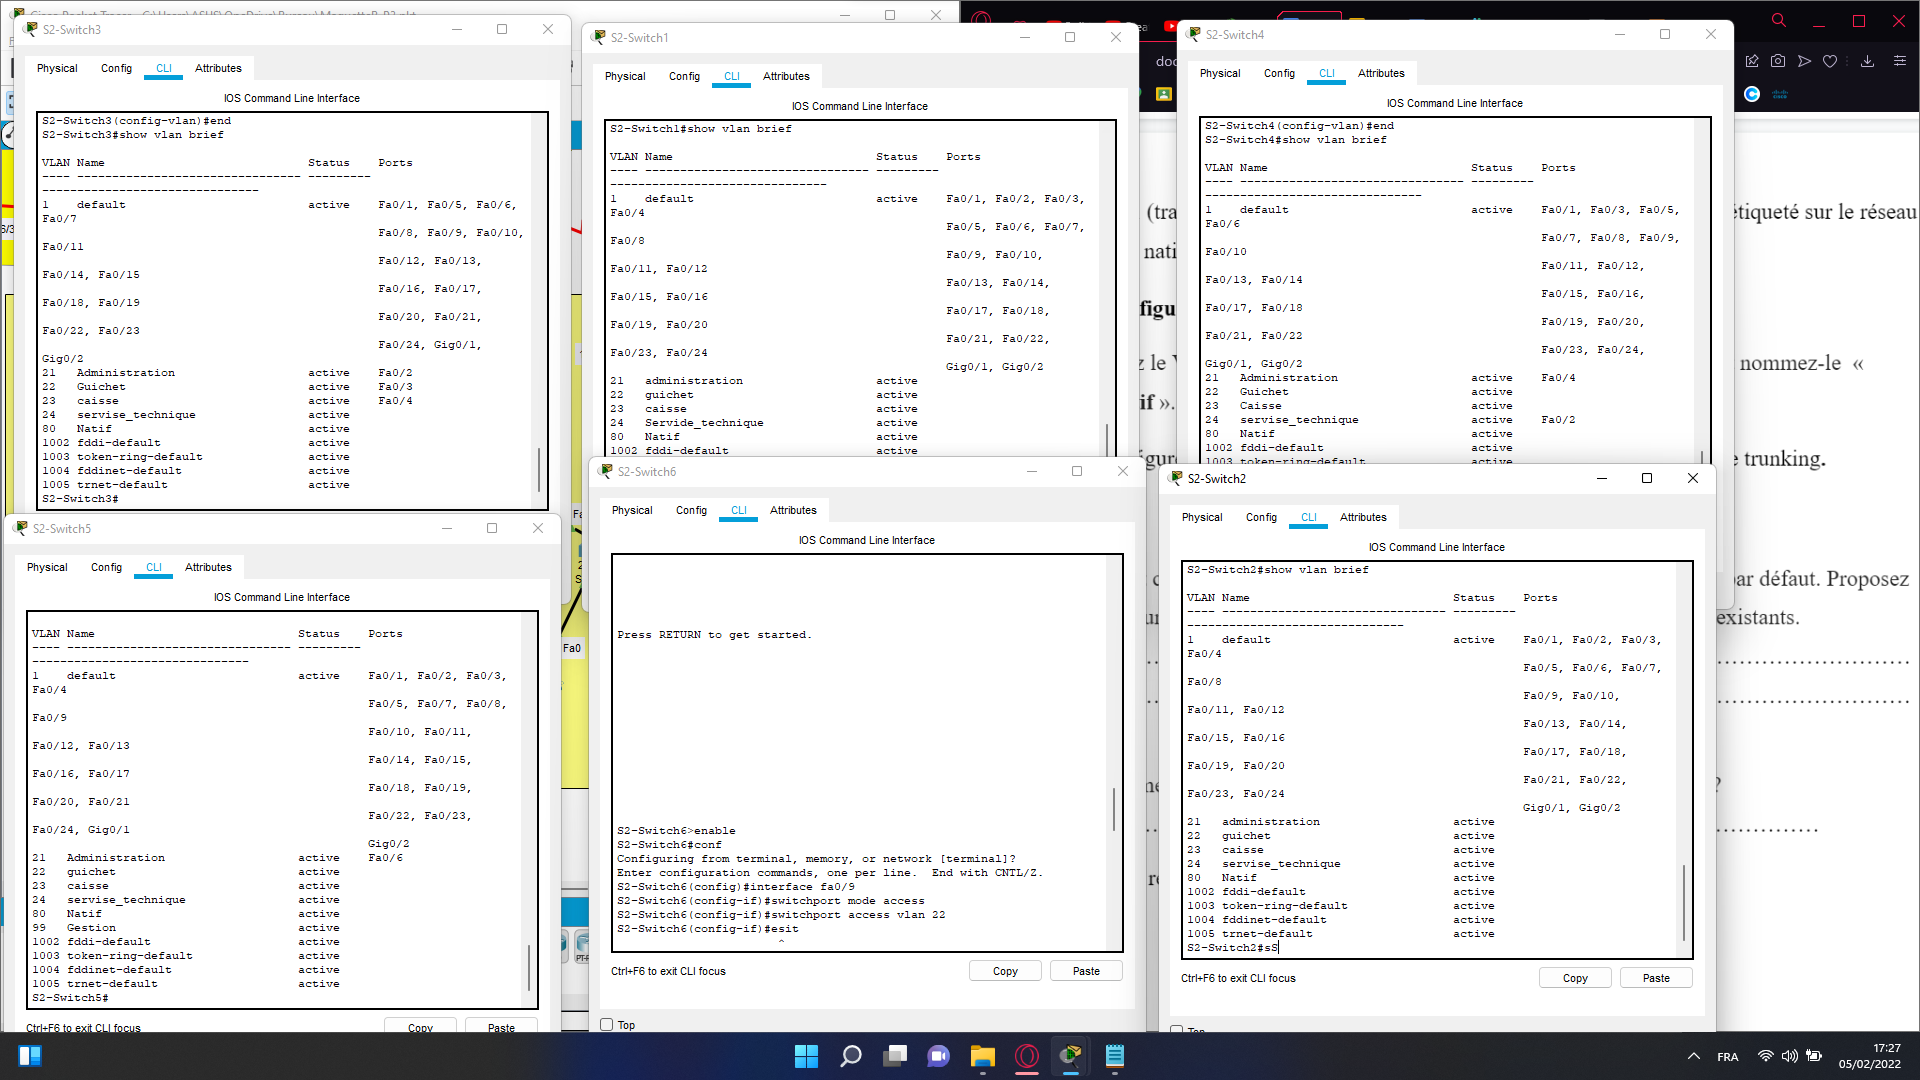 S2-Switch3
Physical Config CLI Attributes
IOS Command Line Interface
S2-Switch3(config-vlan)#end
S2-Switch3#show vlan brief
VLAN Name Status Ports
---- -------------------------------- ---------
-------------------------------
1 default active Fa0/1, Fa0/5, Fa0/6,
Fa0/7
Fa0/8, Fa0/9, Fa0/10,
Fa0/11
Fa0/12, Fa0/13,
Fa0/14, Fa0/15
Fa0/16, Fa0/17,
Fa0/18, Fa0/19
Fa0/20, Fa0/21,
Fa0/22, Fa0/23
Fa0/24, Gig0/1,
Gig0/2
21 Administration active Fa0/2
22 Guichet active Fa0/3
23 caisse active Fa0/4
24 servise_technique active
80 Natif active
1002 fddi-default active
1003 token-ring-default active
1004 fddinet-default active
1005 trnet-default active
S2-Switch3#
S2-Switch1
Physical Config CLI Attributes
IOS Command Line Interface
S2-Switch1#show vlan brief
VLAN Name Status Ports
---- -------------------------------- ---------
-------------------------------
1 default active Fa0/1, Fa0/2, Fa0/3,
Fa0/4
Fa0/5, Fa0/6, Fa0/7,
Fa0/8
Fa0/9, Fa0/10,
Fa0/11, Fa0/12
Fa0/13, Fa0/14,
Fa0/15, Fa0/16
Fa0/17, Fa0/18,
Fa0/19, Fa0/20
Fa0/21, Fa0/22,
Fa0/23, Fa0/24
Gig0/1, Gig0/2
21 administration active
22 guichet active
23 caisse active
24 Servide_technique active
80 Natif active
1002 fddi-default active
S2-Switch4
Physical Config CLI Attributes
IOS Command Line Interface
S2-Switch4(config-vlan)#end
S2-Switch4#show vlan brief
VLAN Name Status Ports
---- -------------------------------- ---------
-------------------------------
1 default active Fa0/1, Fa0/3, Fa0/5,
Fa0/6
Fa0/7, Fa0/8, Fa0/9,
Fa0/10
Fa0/11, Fa0/12,
Fa0/13, Fa0/14
Fa0/15, Fa0/16,
Fa0/17, Fa0/18
Fa0/19, Fa0/20,
Fa0/21, Fa0/22
Fa0/23, Fa0/24,
Gig0/1, Gig0/2
21 Administration active Fa0/4
22 Guichet active
23 Caisse active
24 servise_technique active Fa0/2
80 Natif active
1002 fddi-default active
1003 token-ring-default active
étiqueté sur le réseau
nommez-le «
if ».
e trunking.
par défaut. Proposez
existants.
S2-Switch5
Physical Config CLI Attributes
IOS Command Line Interface
VLAN Name Status Ports
---- -------------------------------- ---------
-------------------------------
1 default active Fa0/1, Fa0/2, Fa0/3,
Fa0/4
Fa0/5, Fa0/7, Fa0/8,
Fa0/9
Fa0/10, Fa0/11,
Fa0/12, Fa0/13
Fa0/14, Fa0/15,
Fa0/16, Fa0/17
Fa0/18, Fa0/19,
Fa0/20, Fa0/21
Fa0/22, Fa0/23,
Fa0/24, Gig0/1
Gig0/2
21 Administration active Fa0/6
22 guichet active
23 caisse active
24 servise_technique active
80 Natif active
99 Gestion active
1002 fddi-default active
1003 token-ring-default active
1004 fddinet-default active
1005 trnet-default active
S2-Switch5#
Ctrl+F6 to exit CLI focus Copy Paste
Fa0
S2-Switch6
Physical Config CLI Attributes
IOS Command Line Interface
Press RETURN to get started.
S2-Switch6>enable
S2-Switch6#conf
Configuring from terminal, memory, or network [terminal]?
Enter configuration commands, one per line. End with CNTL/Z.
S2-Switch6(config)#interface fa0/9
S2-Switch6(config-if)#switchport mode access
S2-Switch6(config-if)#switchport access vlan 22
S2-Switch6(config-if)#esit
^
Ctrl+F6 to exit CLI focus Copy Paste
Top
S2-Switch2
Physical Config CLI Attributes
IOS Command Line Interface
S2-Switch2#show vlan brief
VLAN Name Status Ports
---- -------------------------------- ---------
-------------------------------
1 default active Fa0/1, Fa0/2, Fa0/3,
Fa0/4
Fa0/5, Fa0/6, Fa0/7,
Fa0/8
Fa0/9, Fa0/10,
Fa0/11, Fa0/12
Fa0/13, Fa0/14,
Fa0/15, Fa0/16
Fa0/17, Fa0/18,
Fa0/19, Fa0/20
Fa0/21, Fa0/22,
Fa0/23, Fa0/24
Gig0/1, Gig0/2
21 administration active
22 guichet active
23 caisse active
24 servise_technique active
80 Natif active
1002 fddi-default active
1003 token-ring-default active
1004 fddinet-default active
1005 trnet-default active
S2-Switch2#sS
Ctrl+F6 to exit CLI focus Copy Paste
FRA
17:27
05/02/2022